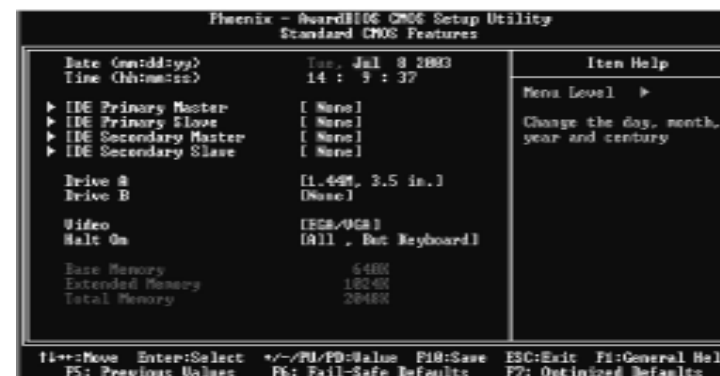 Phoenix - AwardBIOS CMOS Setup Utility
Standard CMOS Features
Date (mm:dd:yy) Tue, Jul 8 2003
Time (hh:mm:ss) 14 : 9 : 37
▶ IDE Primary Master [ None]
▶ IDE Primary Slave [ None]
▶ IDE Secondary Master [ None]
▶ IDE Secondary Slave [ None]
Drive A [1.44M, 3.5 in.]
Drive B [None]
Video [EGA/VGA]
Halt On [All , But Keyboard]
Base Memory 640K
Extended Memory 1024K
Total Memory 2048K
Item Help
Menu Level ▶
Change the day, month,
year and century
↑↓→←:Move Enter:Select +/-/PU/PD:Value F10:Save ESC:Exit F1:General Hel
F5: Previous Values F6: Fail-Safe Defaults F7: Optimized Defaults